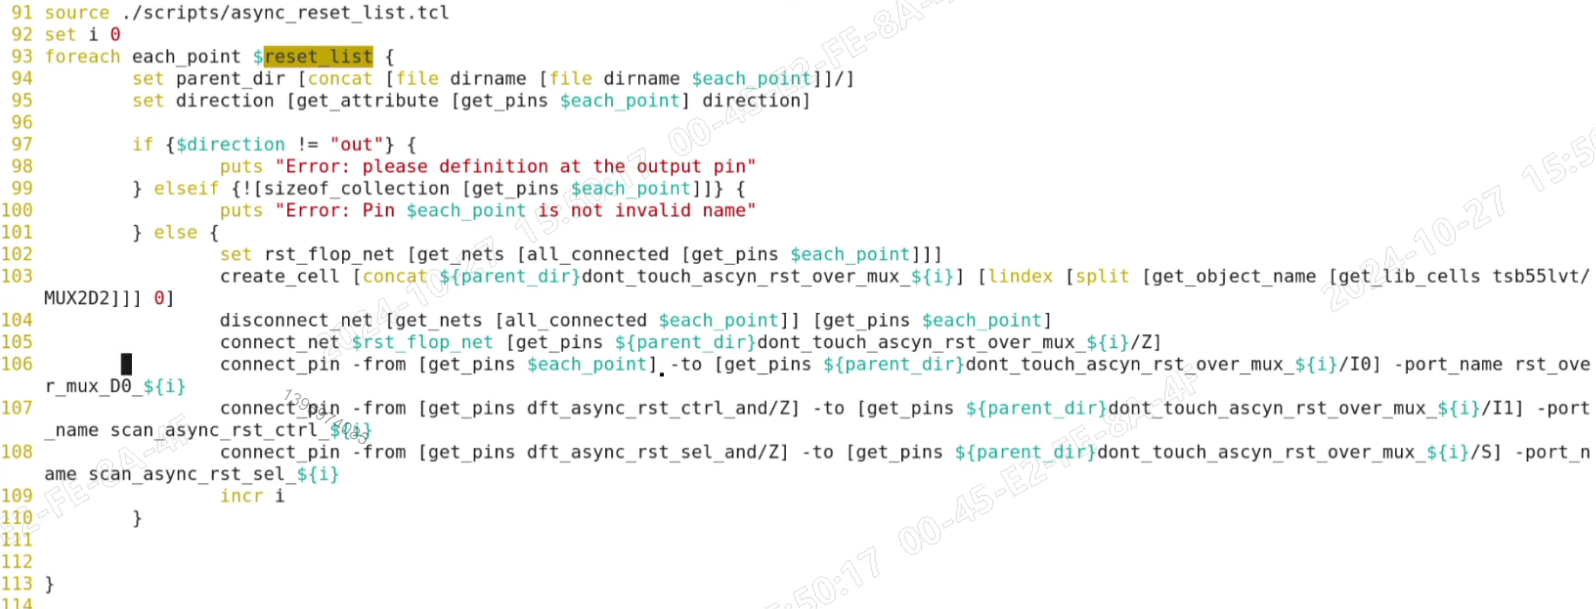 91 source ./scripts/async_reset_list.tcl
92 set i 0
93 foreach each_point $reset_list {
94         set parent_dir [concat [file dirname [file dirname $each_point]]/]
95         set direction [get_attribute [get_pins $each_point] direction]
96
97         if {$direction != "out"} {
98                 puts "Error: please definition at the output pin"
99         } elseif {![sizeof_collection [get_pins $each_point]]} {
100                 puts "Error: Pin $each_point is not invalid name"
101         } else {
102                 set rst_flop_net [get_nets [all_connected [get_pins $each_point]]]
103                 create_cell [concat ${parent_dir}dont_touch_ascyn_rst_over_mux_${i}] [lindex [split [get_object_name [get_lib_cells tsb55lvt/
MUX2D2]]] 0]
104                 disconnect_net [get_nets [all_connected $each_point]] [get_pins $each_point]
105                 connect_net $rst_flop_net [get_pins ${parent_dir}dont_touch_ascyn_rst_over_mux_${i}/Z]
106                 connect_pin -from [get_pins $each_point] -to [get_pins ${parent_dir}dont_touch_ascyn_rst_over_mux_${i}/I0] -port_name rst_ove
r_mux_D0_${i}
107                 connect_pin -from [get_pins dft_async_rst_ctrl_and/Z] -to [get_pins ${parent_dir}dont_touch_ascyn_rst_over_mux_${i}/I1] -port
_name scan_async_rst_ctrl_${i}
108                 connect_pin -from [get_pins dft_async_rst_sel_and/Z] -to [get_pins ${parent_dir}dont_touch_ascyn_rst_over_mux_${i}/S] -port_n
ame scan_async_rst_sel_${i}
109                 incr i
110         }
111
112
113 }
114